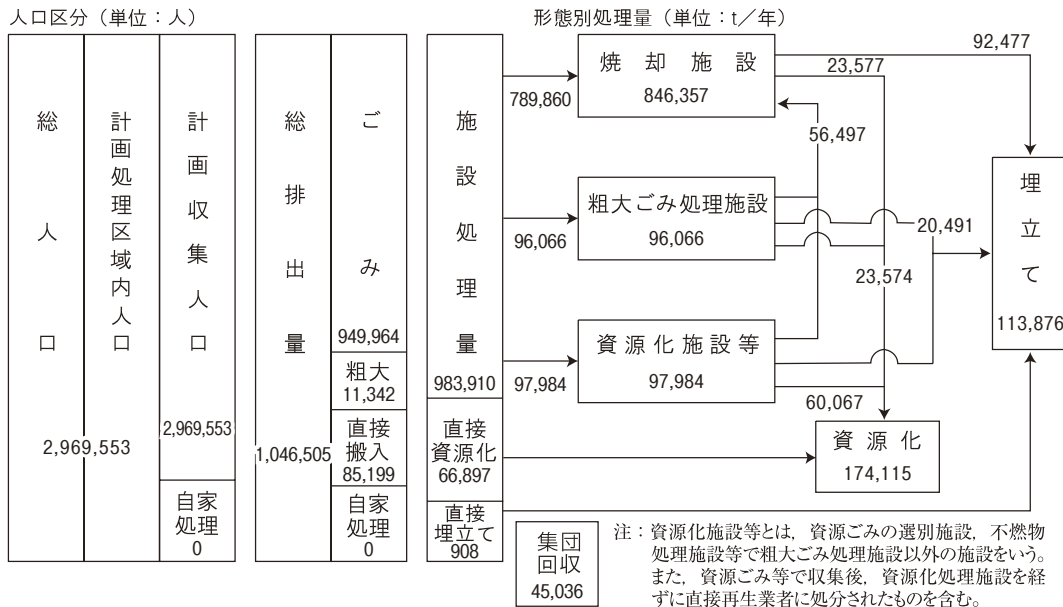 人口区分（単位：人）
総人口
2,969,553
計画処理区域内人口
計画収集人口
2,969,553
自家
処理
0
総排出量
1,046,505
ごみ
949,964
粗大
11,342
直接
搬入
85,199
自家
処理
0
形態別処理量（単位：t／年）
施設処理量
983,910
直接
資源化
66,897
直接
埋立て
908
789,860
焼却施設
846,357
92,477
23,577
56,497
96,066
粗大ごみ処理施設
96,066
20,491
23,574
97,984
資源化施設等
97,984
60,067
埋立て
113,876
資源化
174,115
集団
回収
45,036
注：資源化施設等とは，資源ごみの選別施設，不燃物
処理施設等で粗大ごみ処理施設以外の施設をいう。
また，資源ごみ等で収集後，資源化処理施設を経
ずに直接再生業者に処分されたものを含む。